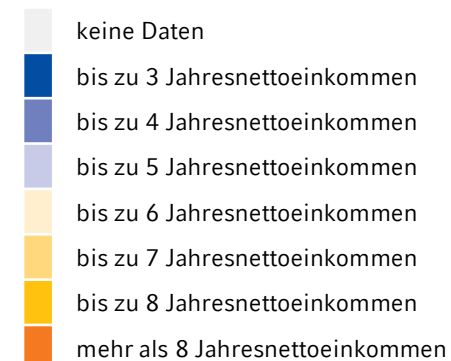 keine Daten
bis zu 3 Jahresnettoeinkommen
bis zu 4 Jahresnettoeinkommen
bis zu 5 Jahresnettoeinkommen
bis zu 6 Jahresnettoeinkommen
bis zu 7 Jahresnettoeinkommen
bis zu 8 Jahresnettoeinkommen
mehr als 8 Jahresnettoeinkommen